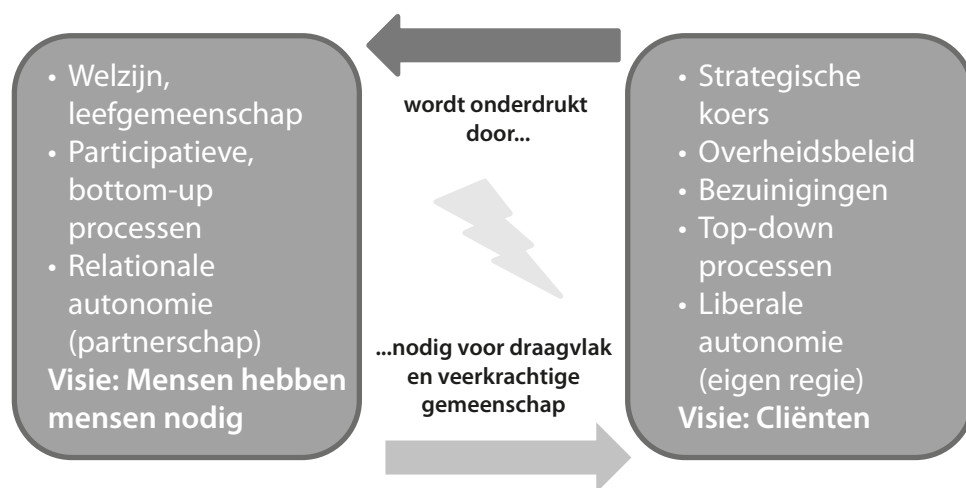 • Welzijn,
leefgemeenschap
• Participatieve,
bottom-up
processen
• Relationale
autonomie
(partnerschap)
Visie: Mensen hebben
mensen nodig
wordt onderdrukt
door...
...nodig voor draagvlak
en veerkrachtige
gemeenschap
• Strategische
koers
• Overheidsbeleid
• Bezuinigingen
• Top-down
processen
• Liberale
autonomie
(eigen regie)
Visie: Cliënten